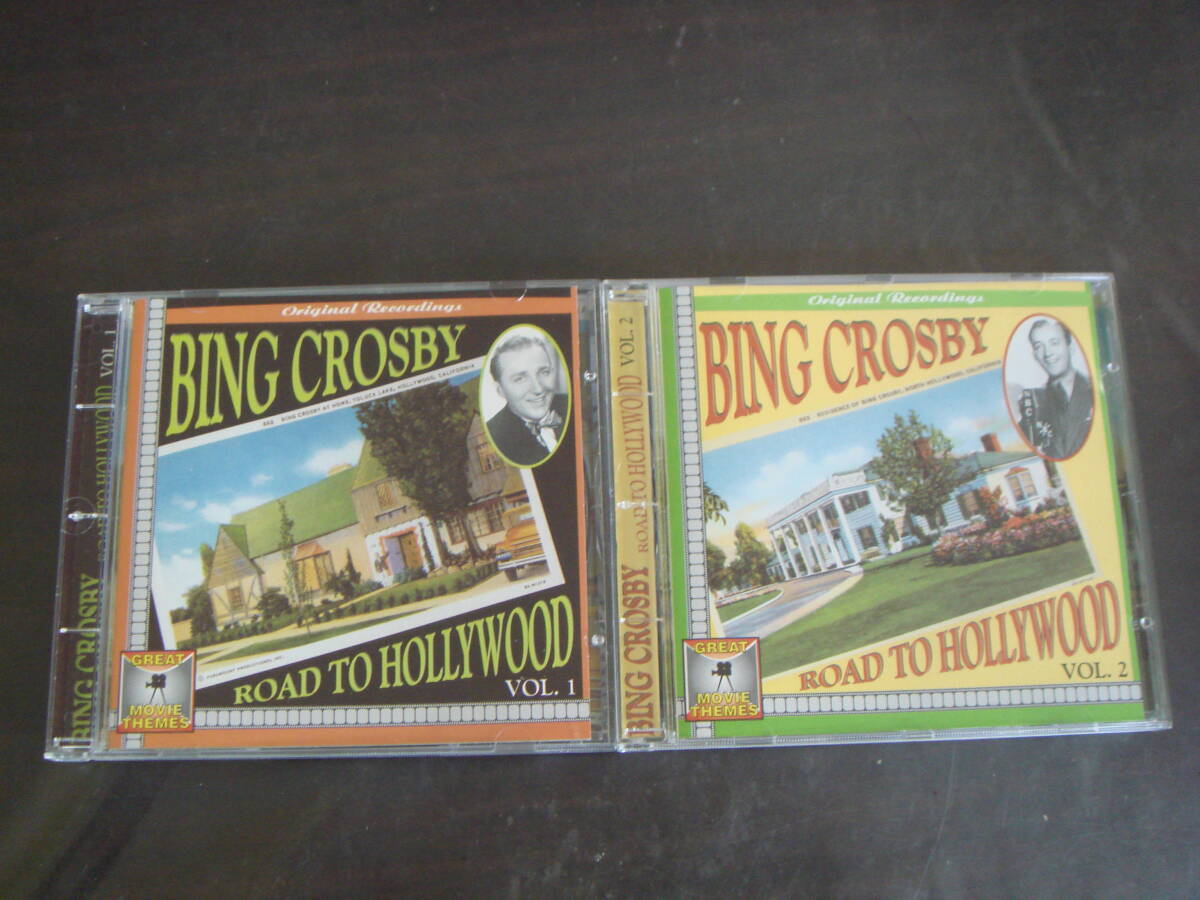 Original Recordings
BING CROSBY
BING CROSBY AT HOME, TOLUCA LAKE, HOLLYWOOD, CALIFORNIA
ROAD TO HOLLYWOOD
VOL. 1
GREAT
MOVIE
THEMES
BING CROSBY
ROAD TO HOLLYWOOD
VOL. 1
Original Recordings
BING CROSBY
RESIDENCE OF BING CROSBY, NORTH HOLLYWOOD, CALIFORNIA
NBC
ROAD TO HOLLYWOOD
VOL. 2
GREAT
MOVIE
THEMES
BING CROSBY
ROAD TO HOLLYWOOD
VOL. 2